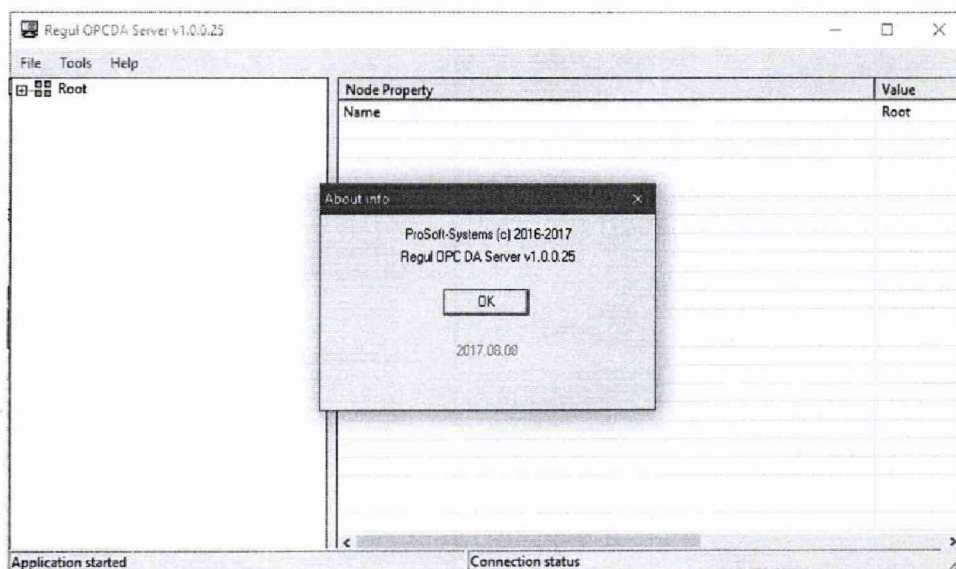 Regul OPCDA Server v1.0.0.25
File Tools Help
Root
Node Property Value
Name Root
About info
ProSoft-Systems (c) 2016-2017
Regul OPC DA Server v1.0.0.25
OK
2017.08.08
Application started Connection status